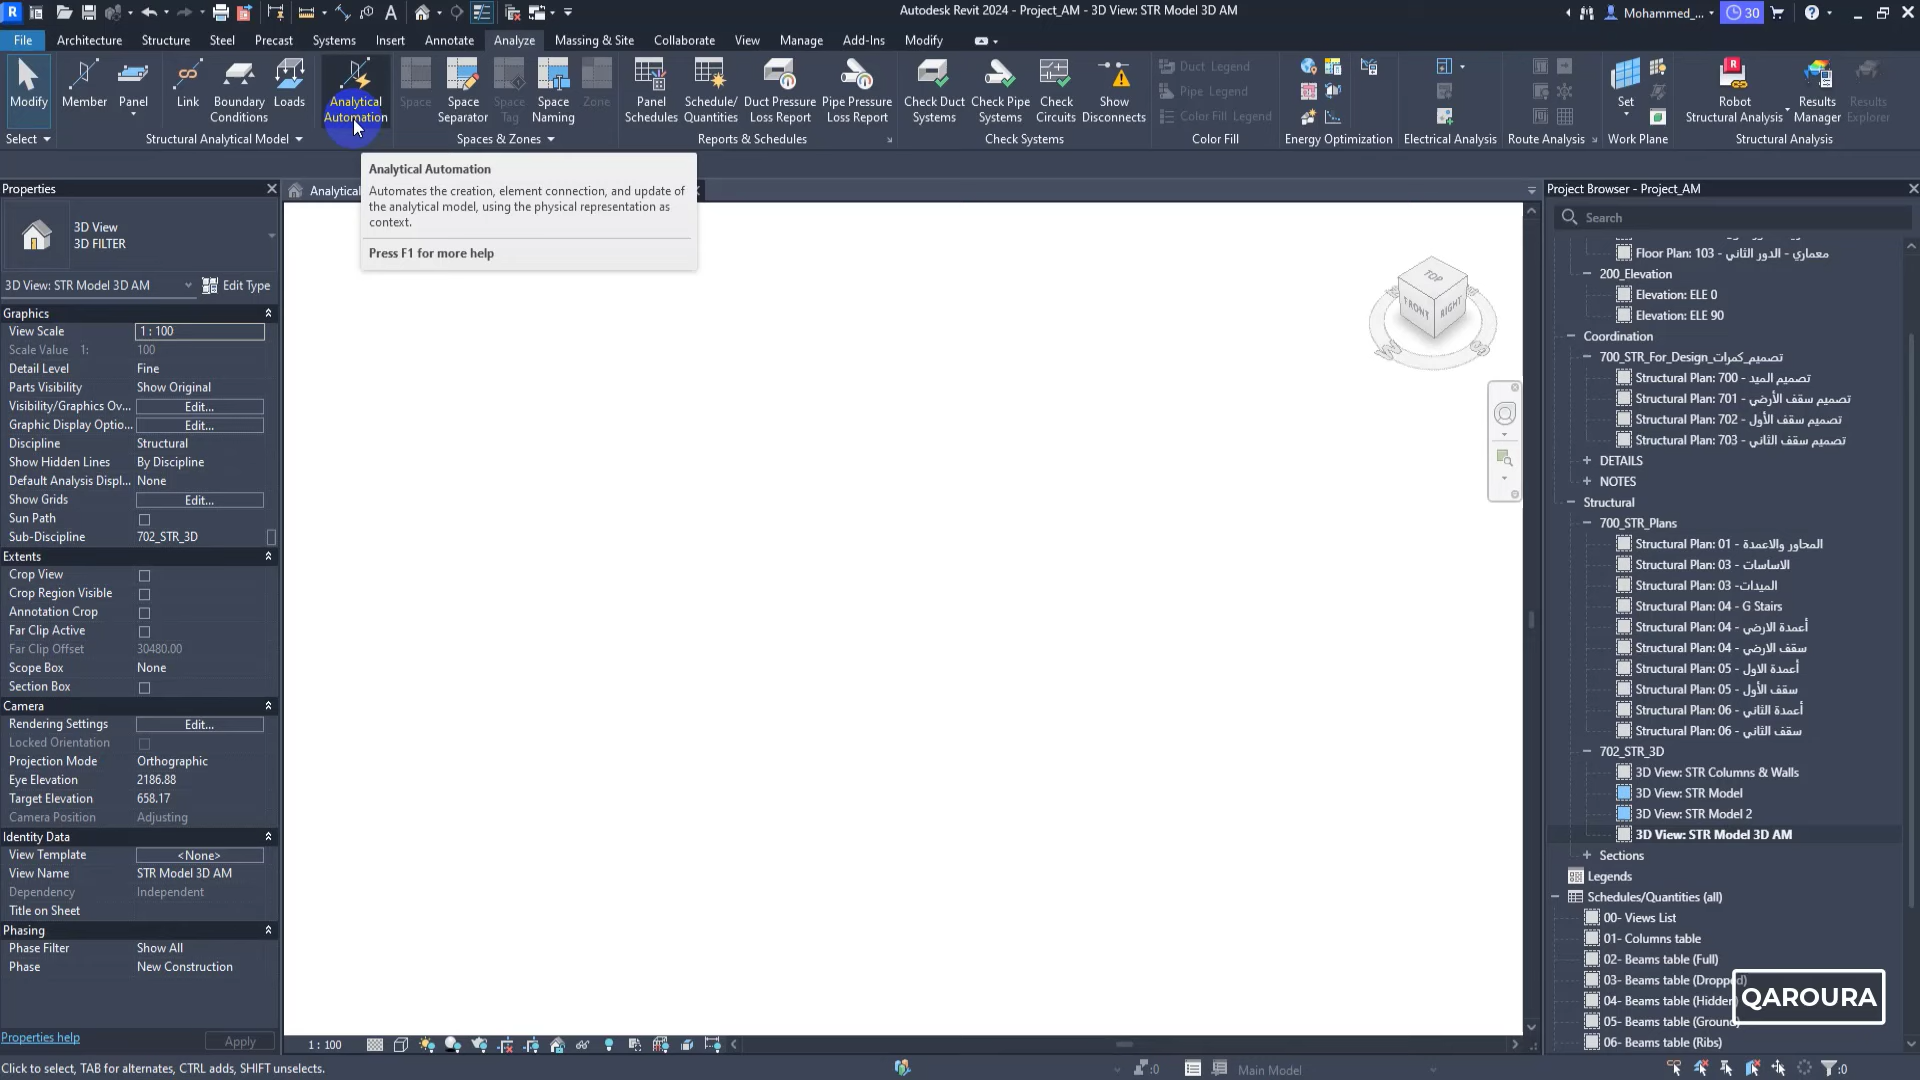 Autodesk Revit 2024 - Project_AM - 3D View: STR Model 3D AM
Mohammed_...
30
File Architecture Structure Steel Precast Systems Insert Annotate Analyze Massing & Site Collaborate View Manage Add-Ins Modify
Modify
Member
Panel
Link
Boundary Conditions
Loads
Analytical Automation
Space
Space Separator
Space Tag
Space Naming
Zone
Panel Schedules
Schedule/ Quantities
Duct Pressure Loss Report
Pipe Pressure Loss Report
Check Duct Systems
Check Pipe Systems
Check Circuits
Show Disconnects
Duct Legend
Pipe Legend
Color Fill Legend
Set
Robot Structural Analysis
Results Manager
Results Explorer
Select
Structural Analytical Model
Spaces & Zones
Reports & Schedules
Check Systems
Color Fill
Energy Optimization
Electrical Analysis
Route Analysis
Work Plane
Structural Analysis
Analytical Automation
Automates the creation, element connection, and update of
the analytical model, using the physical representation as
context.
Press F1 for more help
Analytical
Properties
3D View
3D FILTER
3D View: STR Model 3D AM
Edit Type
Graphics
View Scale 1 : 100
Scale Value 1: 100
Detail Level Fine
Parts Visibility Show Original
Visibility/Graphics Ov... Edit...
Graphic Display Optio... Edit...
Discipline Structural
Show Hidden Lines By Discipline
Default Analysis Displ... None
Show Grids Edit...
Sun Path
Sub-Discipline 702_STR_3D
Extents
Crop View
Crop Region Visible
Annotation Crop
Far Clip Active
Far Clip Offset 30480.00
Scope Box None
Section Box
Camera
Rendering Settings Edit...
Locked Orientation
Projection Mode Orthographic
Eye Elevation 2186.88
Target Elevation 658.17
Camera Position Adjusting
Identity Data
View Template <None>
View Name STR Model 3D AM
Dependency Independent
Title on Sheet
Phasing
Phase Filter Show All
Phase New Construction
Properties help
Apply
TOP
FRONT
RIGHT
W
S
1 : 100
Project Browser - Project_AM
Search
Floor Plan: 103 - معماري - الدور الثاني
200_Elevation
Elevation: ELE 0
Elevation: ELE 90
Coordination
700_STR_For_Design_تصميم_كمرات
Structural Plan: 700 - تصميم الميد
Structural Plan: 701 - تصميم سقف الأرضي
Structural Plan: 702 - تصميم سقف الأول
Structural Plan: 703 - تصميم سقف الثاني
DETAILS
NOTES
Structural
700_STR_Plans
Structural Plan: 01 - المحاور والاعمدة
Structural Plan: 03 - الاساسات
Structural Plan: 03 -الميدات
Structural Plan: 04 - G Stairs
Structural Plan: 04 - أعمدة الارضي
Structural Plan: 04 - سقف الارضي
Structural Plan: 05 - أعمدة الاول
Structural Plan: 05 - سقف الأول
Structural Plan: 06 - أعمدة الثاني
Structural Plan: 06 - سقف الثاني
702_STR_3D
3D View: STR Columns & Walls
3D View: STR Model
3D View: STR Model 2
3D View: STR Model 3D AM
Sections
Legends
Schedules/Quantities (all)
00- Views List
01- Columns table
02- Beams table (Full)
03- Beams table (Dropped)
04- Beams table (Hidden
05- Beams table (Ground)
06- Beams table (Ribs)
QAROURA
Click to select, TAB for alternates, CTRL adds, SHIFT unselects.
:0
Main Model
:0